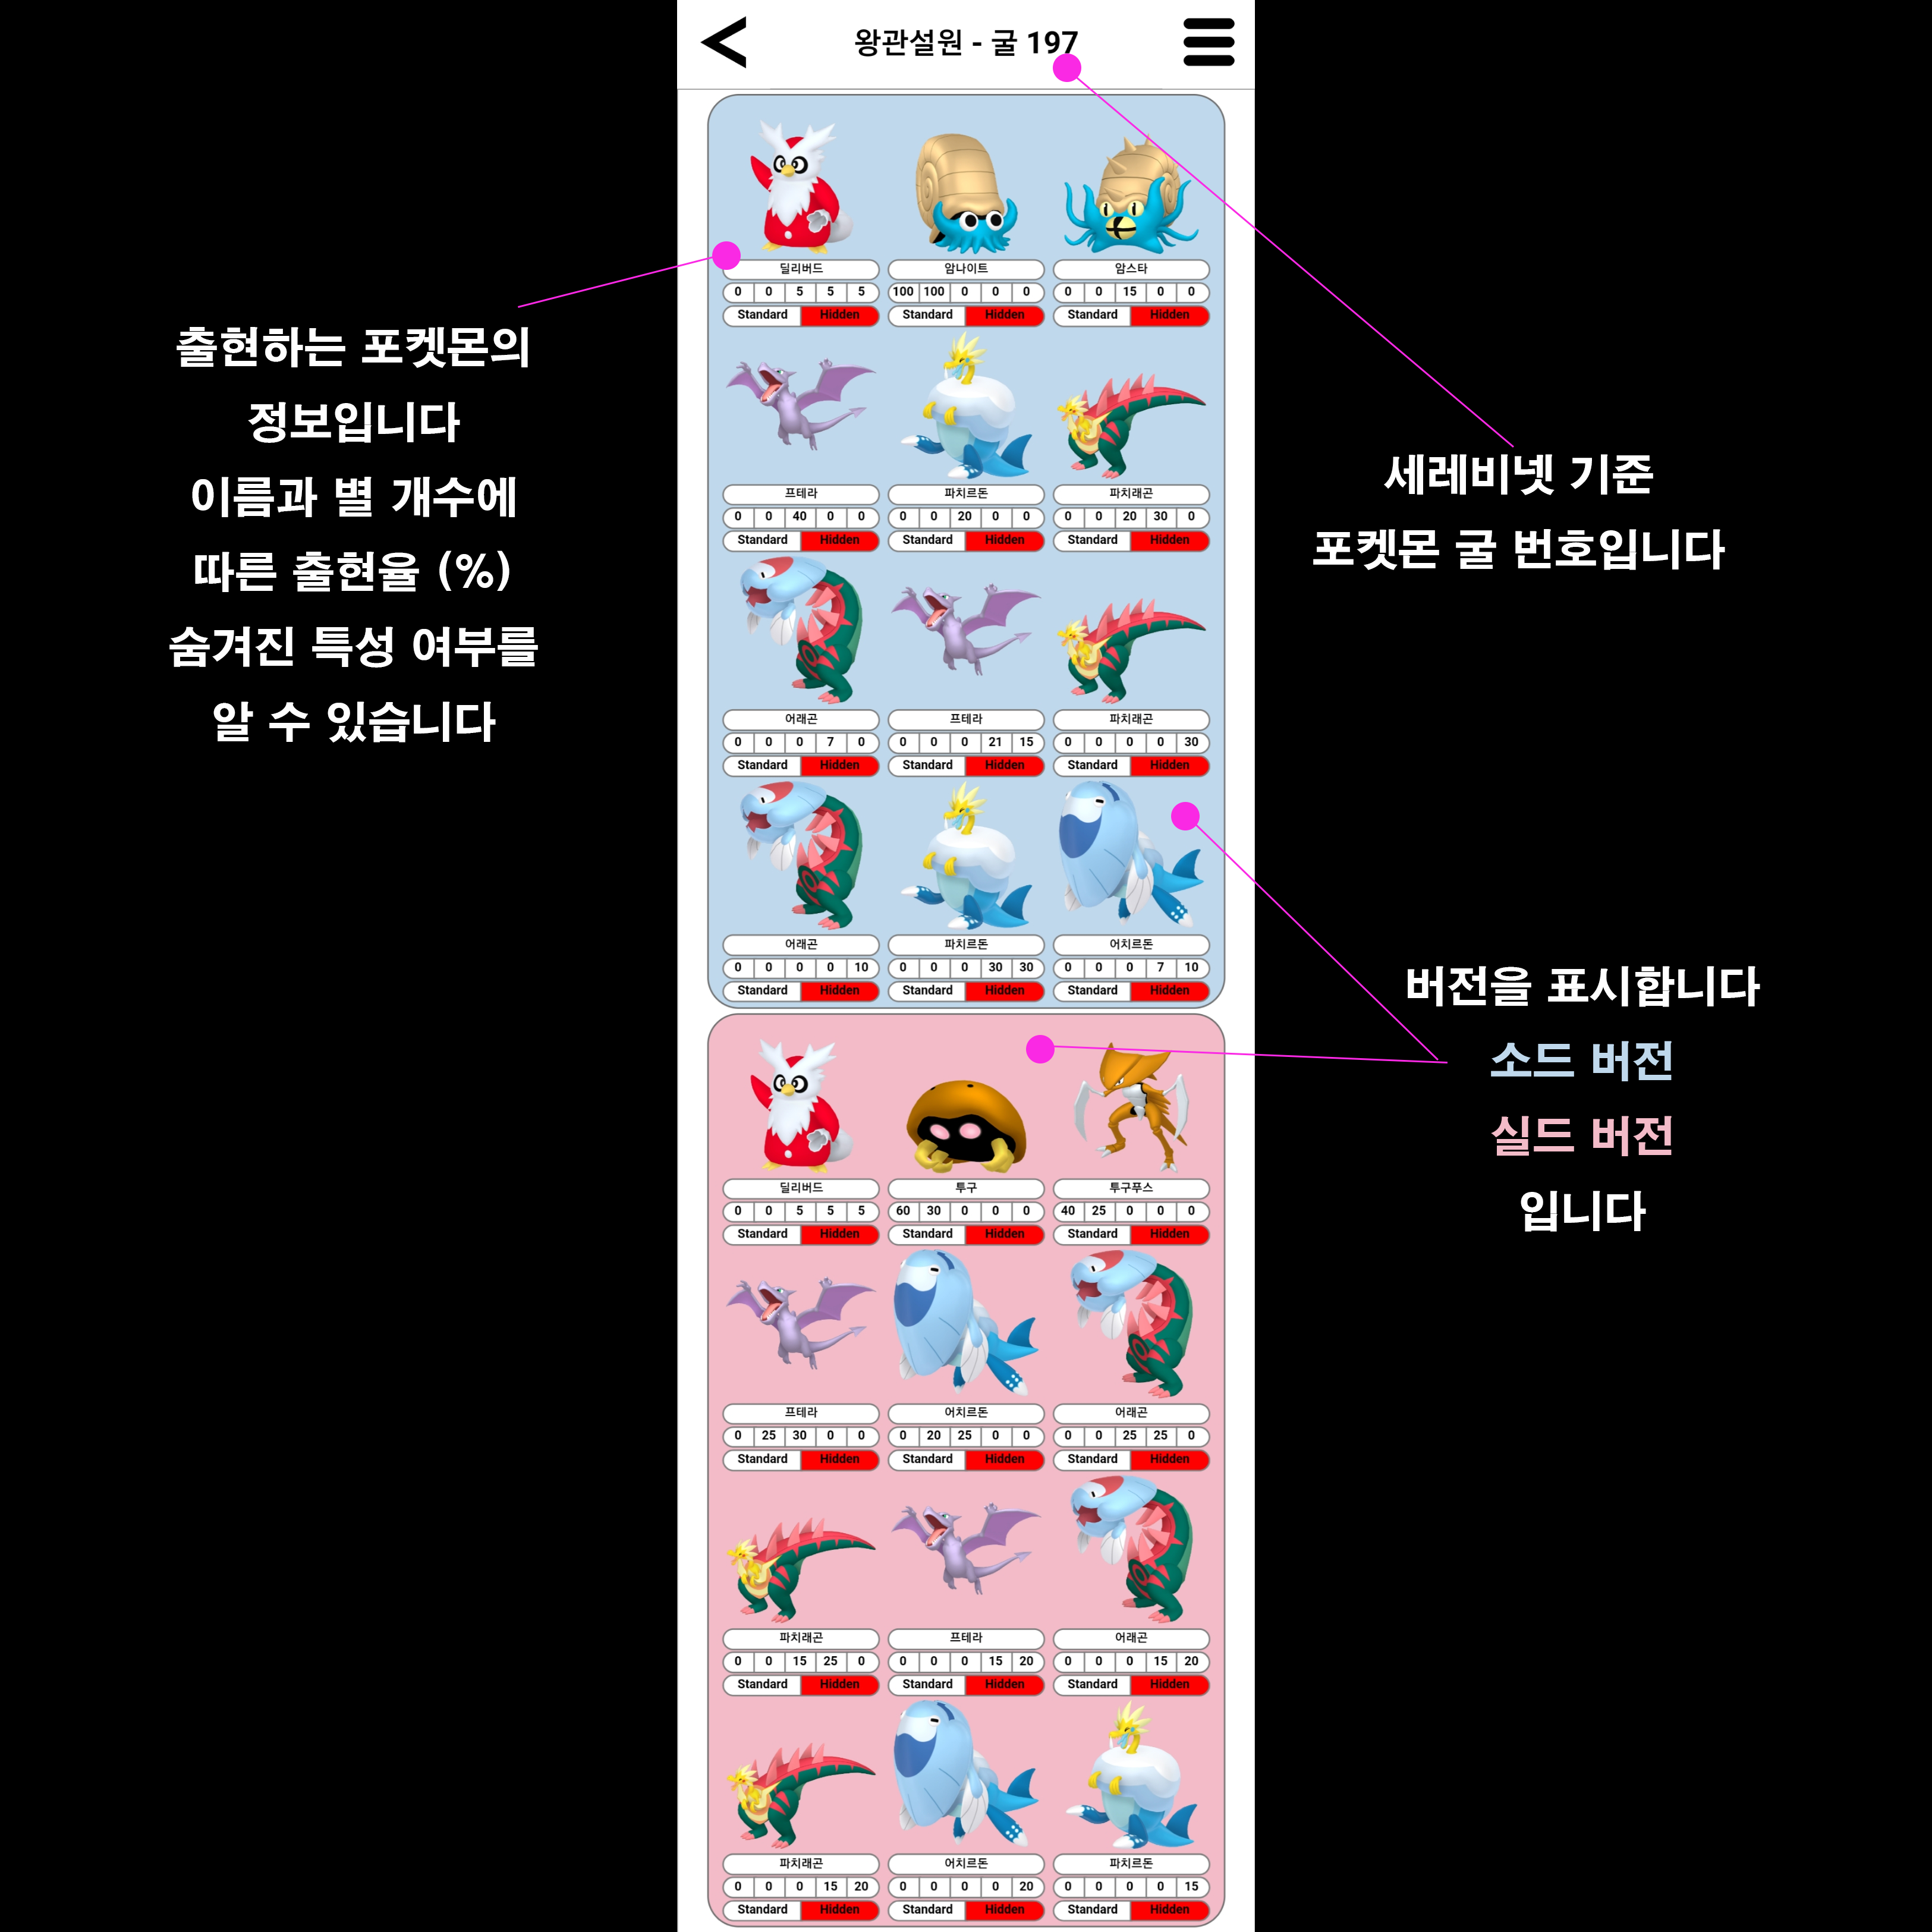 왕관설원 - 굴 197
딜리버드 암나이트 암스타
0 0 5 5 5 100 100 0 0 0 0 0 15 0 0
Standard Hidden Standard Hidden Standard Hidden
프테라 파치르돈 파치래곤
0 0 40 0 0 0 0 20 0 0 0 0 20 30 0
Standard Hidden Standard Hidden Standard Hidden
어래곤 프테라 파치래곤
0 0 0 7 0 0 0 0 21 15 0 0 0 0 30
Standard Hidden Standard Hidden Standard Hidden
어래곤 파치르돈 어치르돈
0 0 0 0 10 0 0 0 30 30 0 0 0 7 10
Standard Hidden Standard Hidden Standard Hidden
딜리버드 투구 투구푸스
0 0 5 5 5 60 30 0 0 0 40 25 0 0 0
Standard Hidden Standard Hidden Standard Hidden
프테라 어치르돈 어래곤
0 25 30 0 0 0 20 25 0 0 0 0 25 25 0
Standard Hidden Standard Hidden Standard Hidden
파치래곤 프테라 어래곤
0 0 15 25 0 0 0 0 15 20 0 0 0 15 20
Standard Hidden Standard Hidden Standard Hidden
파치래곤 어치르돈 파치르돈
0 0 0 15 20 0 0 0 0 20 0 0 0 0 15
Standard Hidden Standard Hidden Standard Hidden
출현하는 포켓몬의
정보입니다
이름과 별 개수에
따른 출현율 (%)
숨겨진 특성 여부를
알 수 있습니다
세레비넷 기준
포켓몬 굴 번호입니다
버전을 표시합니다
소드 버전
실드 버전
입니다